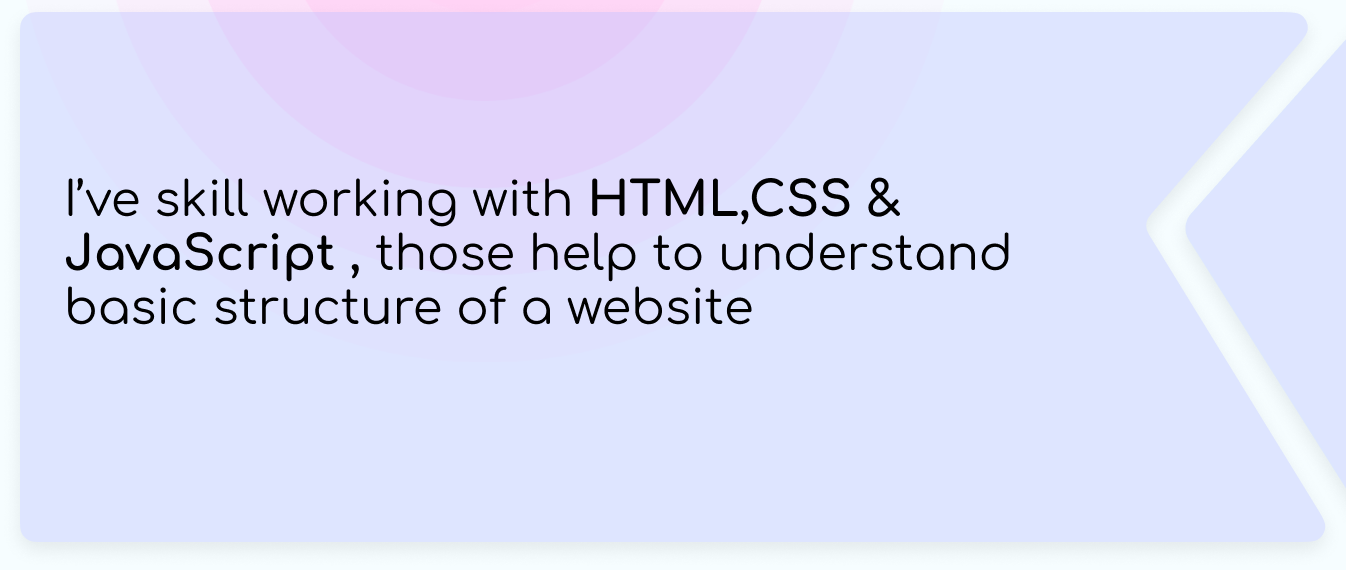 I've skill working with HTML,CSS &
JavaScript , those help to understand
basic structure of a website